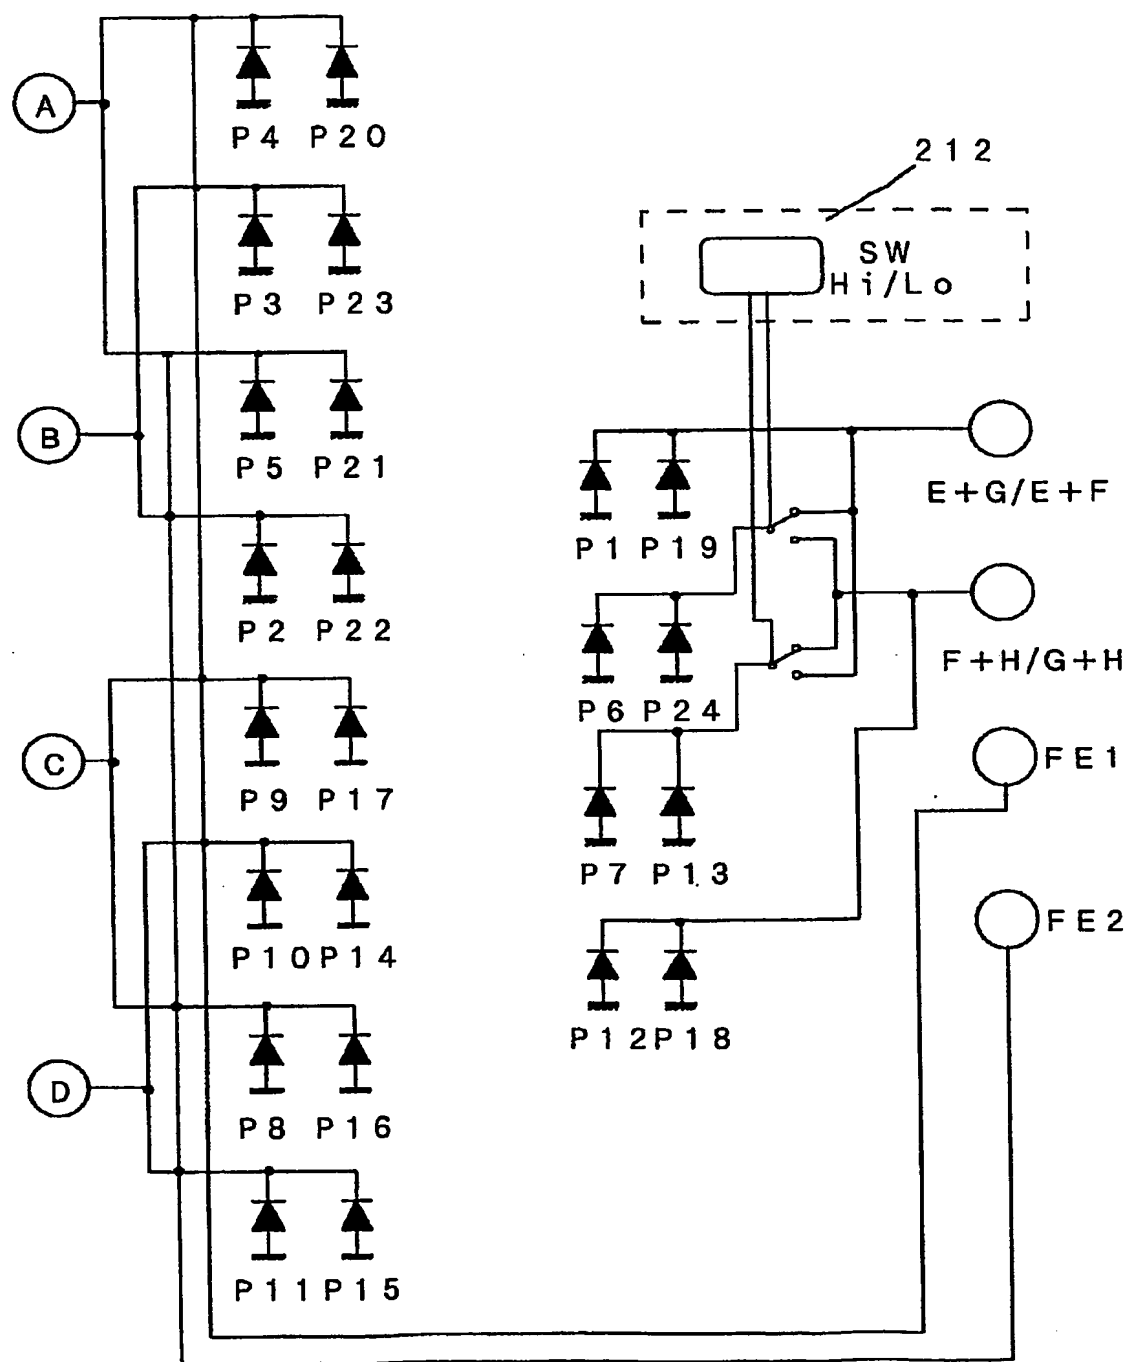 A
P4 P20
212
SW
Hi/Lo
P3 P23
B
P5 P21
E+G/E+F
P1 P19
P2 P22
F+H/G+H
P6 P24
C
FE1
P9 P17
P7 P13
FE2
P10 P14
P12 P18
D
P8 P16
P11 P15